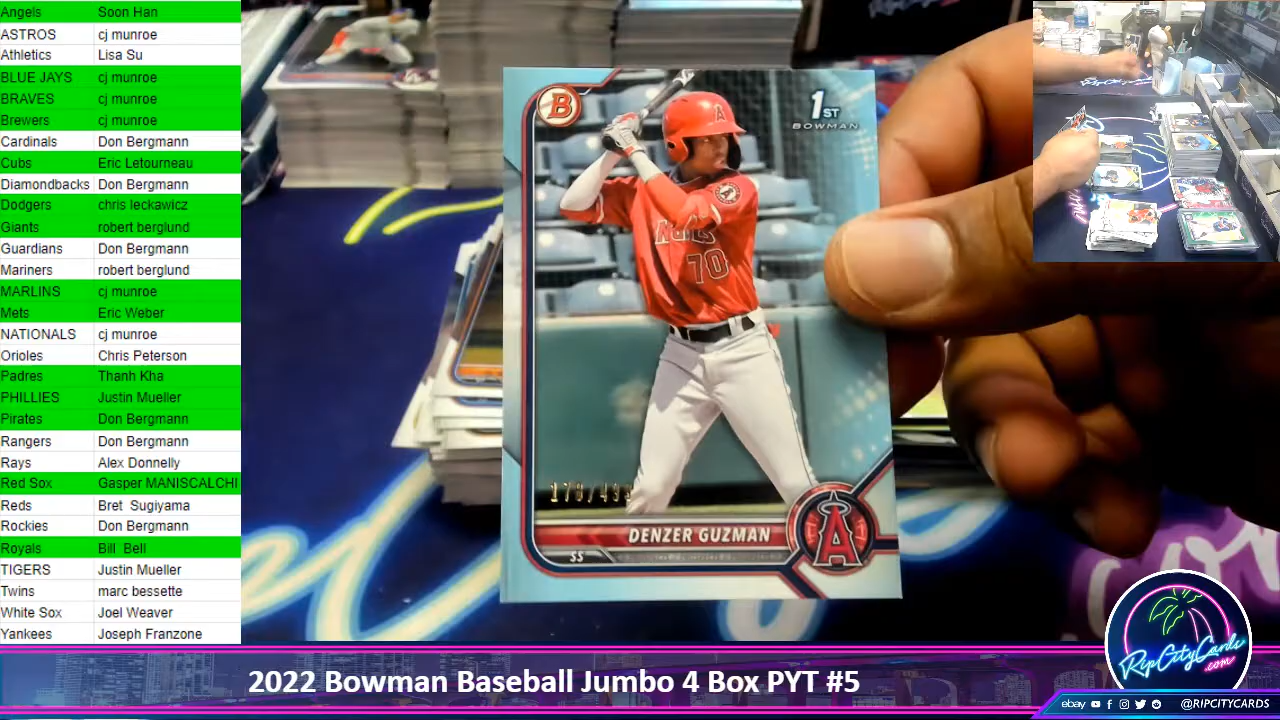 Angels Soon Han
ASTROS cj munroe
Athletics Lisa Su
BLUE JAYS cj munroe
BRAVES cj munroe
Brewers cj munroe
Cardinals Don Bergmann
Cubs Eric Letourneau
Diamondbacks Don Bergmann
Dodgers chris leckawicz
Giants robert berglund
Guardians Don Bergmann
Mariners robert berglund
MARLINS cj munroe
Mets Eric Weber
NATIONALS cj munroe
Orioles Chris Peterson
Padres Thanh Kha
PHILLIES Justin Mueller
Pirates Don Bergmann
Rangers Don Bergmann
Rays Alex Donnelly
Red Sox Gasper MANISCALCHI
Reds Bret Sugiyama
Rockies Don Bergmann
Royals Bill Bell
TIGERS Justin Mueller
Twins marc bessette
White Sox Joel Weaver
Yankees Joseph Franzone
B
1ST
BOWMAN
A
70
DENZER GUZMAN
SS
A
2022 Bowman Baseball Jumbo 4 Box PYT #5
RipCityCards
.com
ebay @RIPCITYCARDS